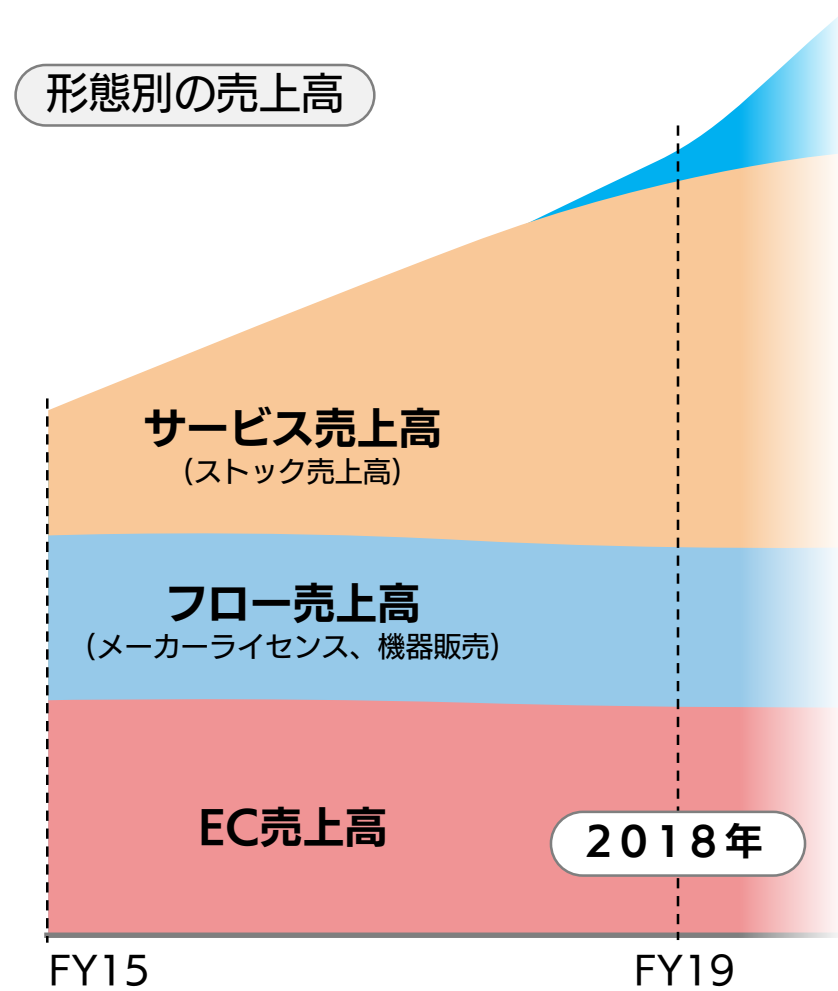 形態別の売上高
サービス売上高
(ストック売上高)
フロー売上高
(メーカーライセンス、機器販売)
EC売上高
2018年
FY15
FY19